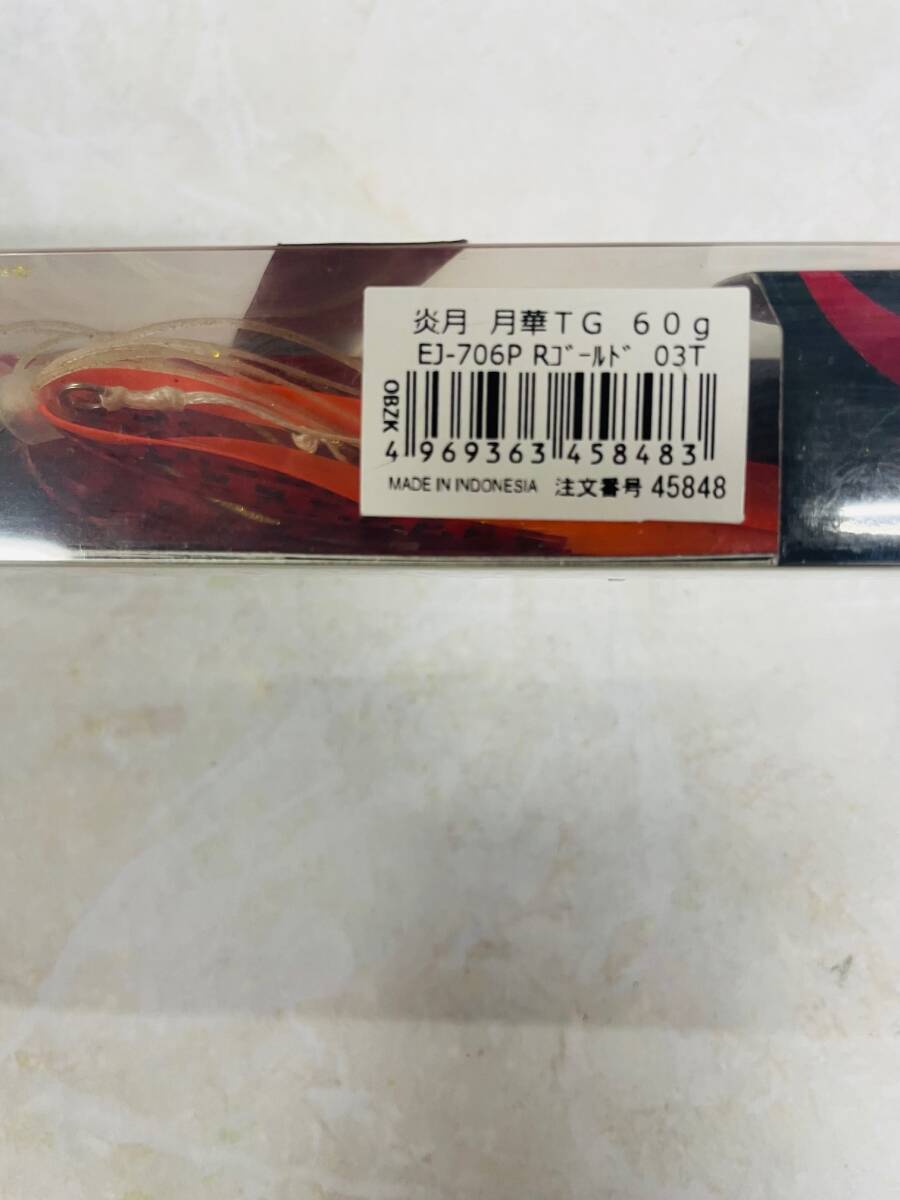 炎月 月華TG 60g
EJ-706P Rｺﾞｰﾙﾄﾞ 03T
OBZK
4 969363 458483
MADE IN INDONESIA 注文番号 45848